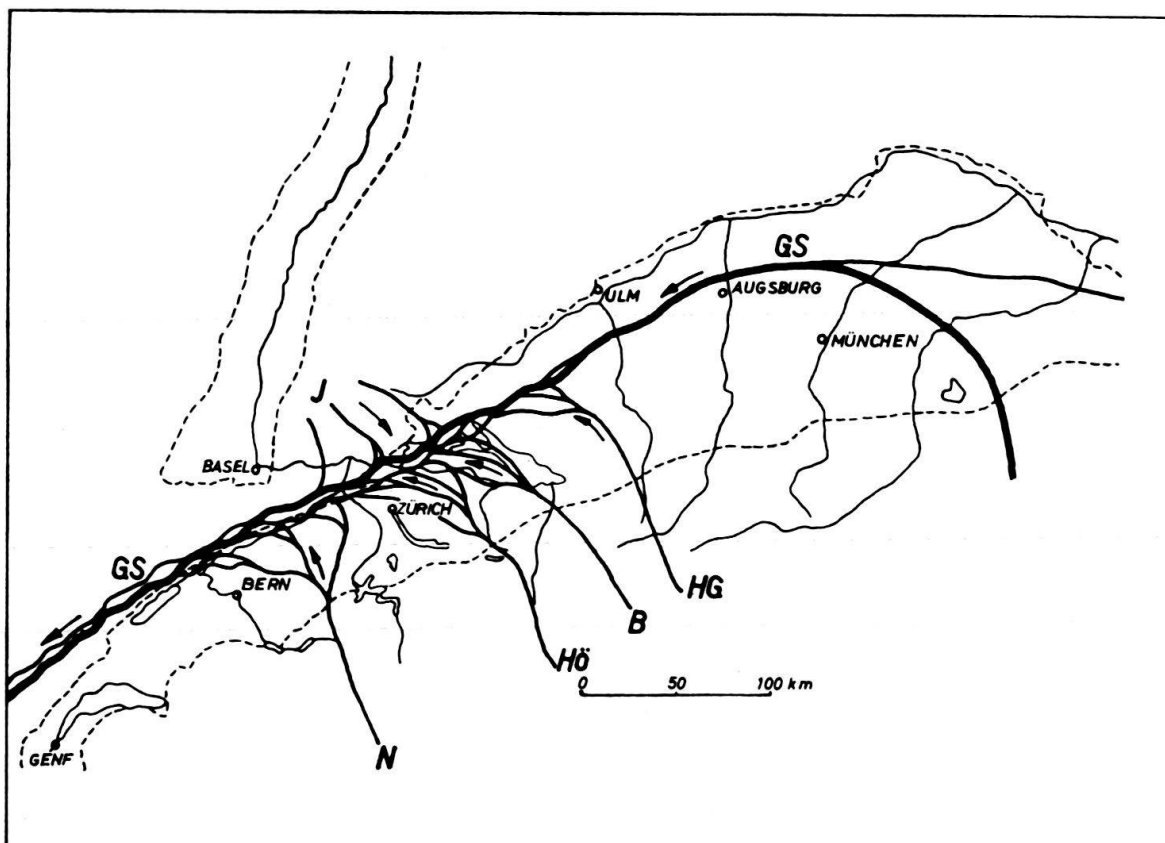 GS
ULM
AUGSBURG
MÜNCHEN
J
BASEL
ZÜRICH
GS
BERN
HG
B
HÖ
0 50 100 km
N
GENF